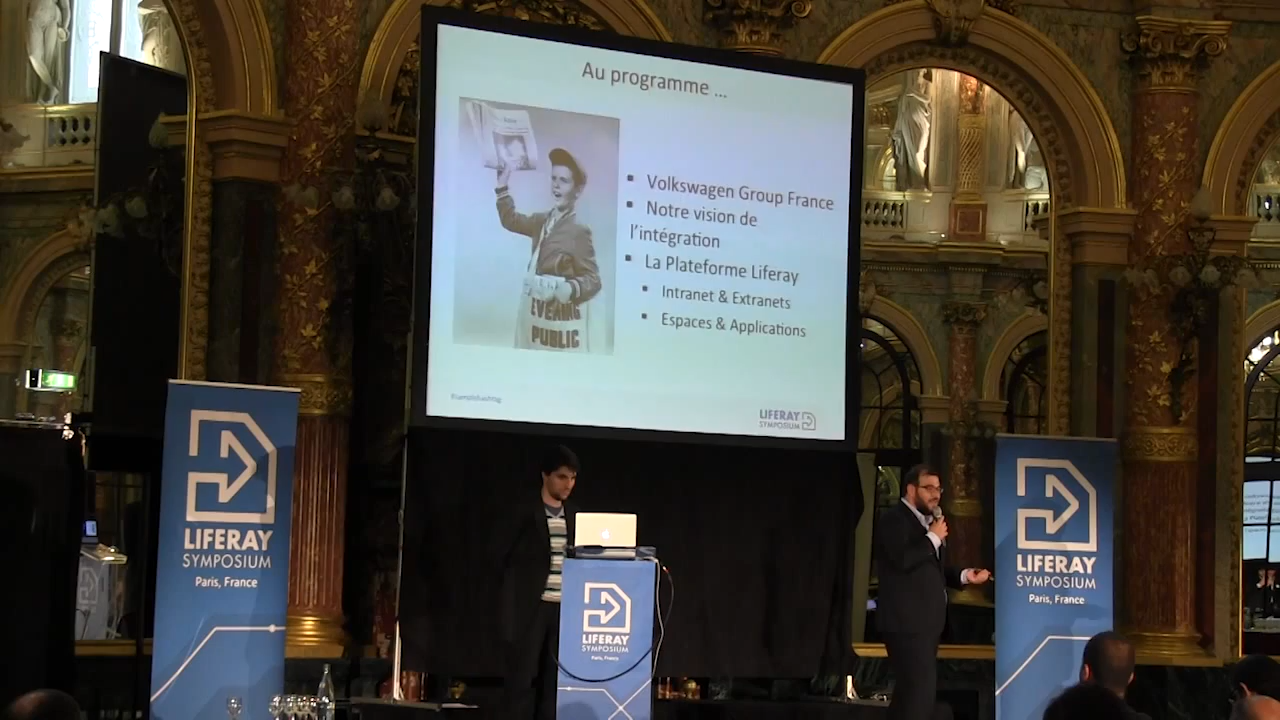 Au programme ...
Volkswagen Group France
Notre vision de
l'intégration
La Plateforme Liferay
Intranet & Extranets
Espaces & Applications
EVENING
PUBLIC
LIFERAY
SYMPOSIUM
LIFERAY
SYMPOSIUM
Paris, France
LIFERAY
SYMPOSIUM
Paris, France
LIFERAY
SYMPOSIUM
Paris, France